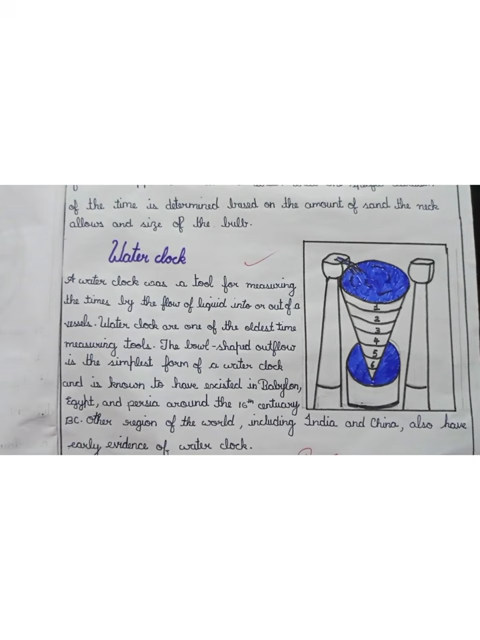 of the time is determined based on the amount of sand the neck
allows and size of the bulb.
Water clock
A water clock was a tool for measuring
the times by the flow of liquid into or out of a
vessels. Water clock are one of the oldest time
measuring tools. The bowl-shaped outflow
is the simplest form of a water clock
and is known to have excisted in Babylon,
Egyht, and persia around the 16th centuary
BC. Other region of the world, including India and China, also have
early evidence of water clock.
1
2
3
4
5
6